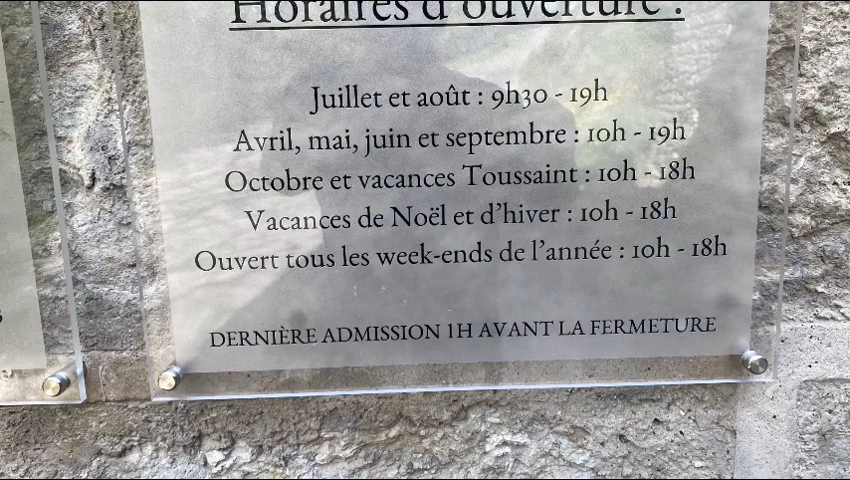 Horaires d'ouverture :
Juillet et août : 9h30 - 19h
Avril, mai, juin et septembre : 10h - 19h
Octobre et vacances Toussaint : 10h - 18h
Vacances de Noël et d'hiver : 10h - 18h
Ouvert tous les week-ends de l'année : 10h - 18h
DERNIÈRE ADMISSION 1H AVANT LA FERMETURE